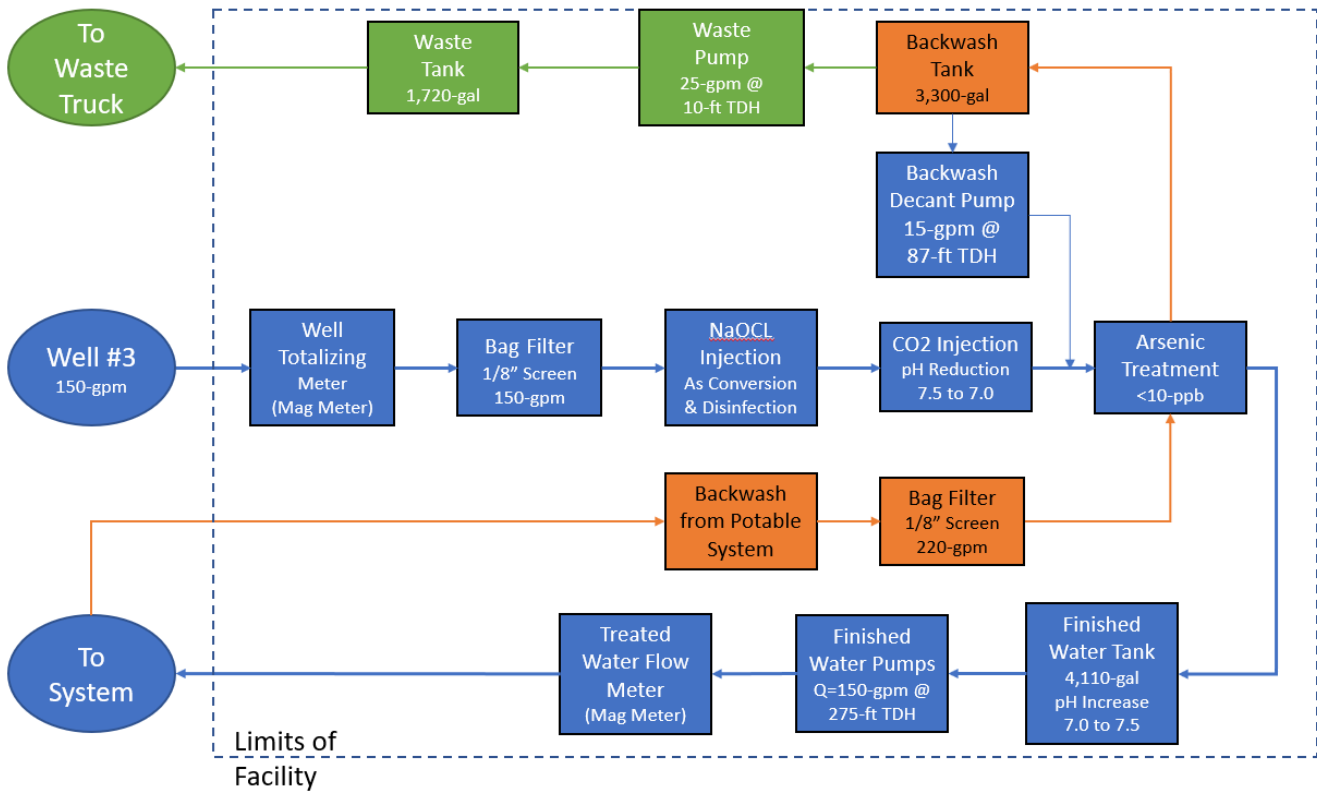 To
Waste
Truck
Waste
Tank
1,720-gal
Waste
Pump
25-gpm @
10-ft TDH
Backwash
Tank
3,300-gal
Backwash
Decant Pump
15-gpm @
87-ft TDH
Well #3
150-gpm
Well
Totalizing
Meter
(Mag Meter)
Bag Filter
1/8” Screen
150-gpm
NaOCL
Injection
As Conversion
& Disinfection
CO2 Injection
pH Reduction
7.5 to 7.0
Arsenic
Treatment
<10-ppb
Backwash
from Potable
System
Bag Filter
1/8” Screen
220-gpm
To
System
Treated
Water Flow
Meter
(Mag Meter)
Finished
Water Pumps
Q=150-gpm @
275-ft TDH
Finished
Water Tank
4,110-gal
pH Increase
7.0 to 7.5
Limits of
Facility